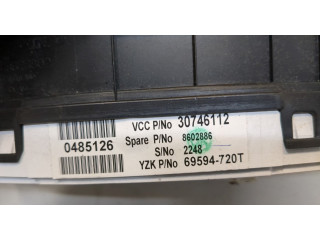 VCC P/No 30746112
0485126
Spare P/No 8602886
S/No 2248
YZK P/No 69594-720T